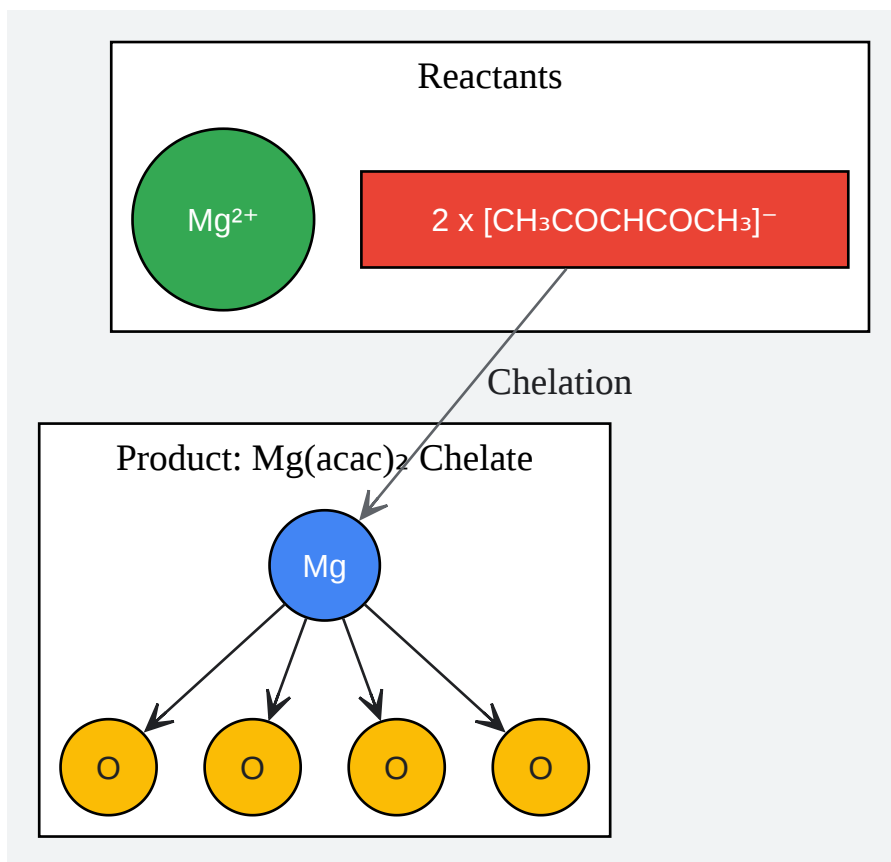 Reactants
Mg²⁺
2 x [CH₃COCHCOCH₃]⁻
Chelation
Product: Mg(acac)₂ Chelate
Mg
O
O
O
O